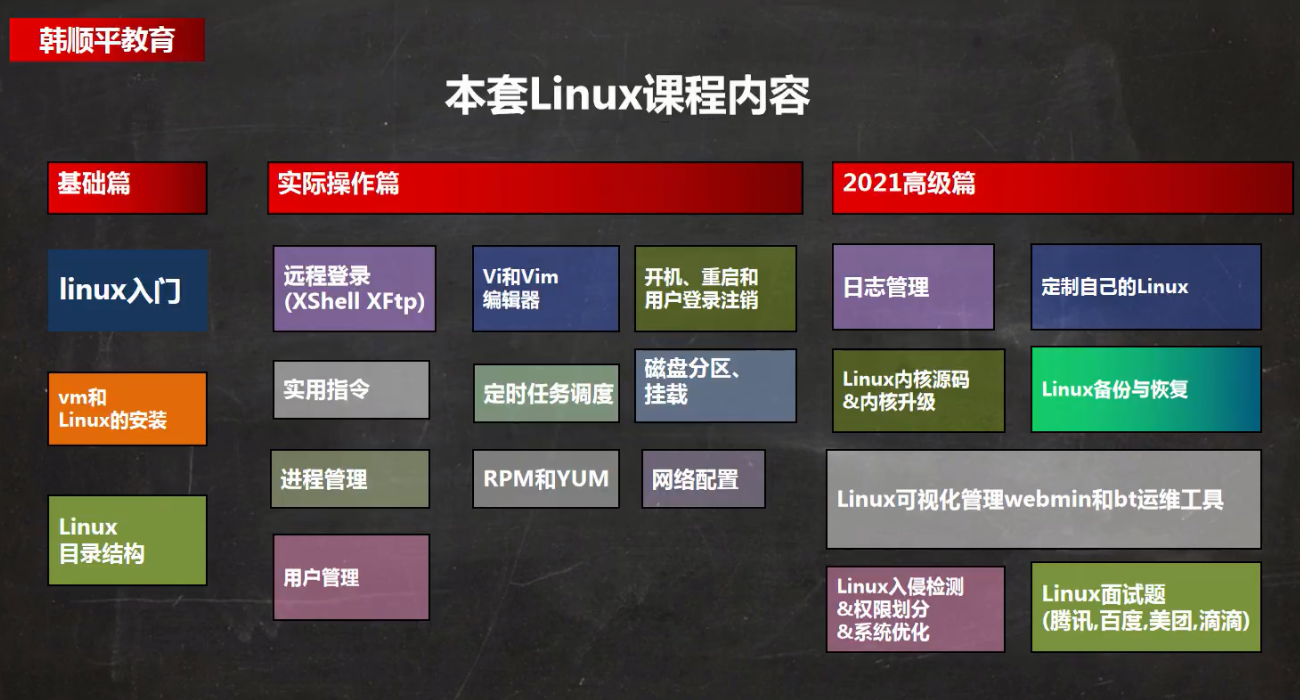 韩顺平教育
本套Linux课程内容
基础篇
linux入门
vm和
Linux的安装
Linux
目录结构
实际操作篇
远程登录
(XShell XFtp)
Vi和Vim
编辑器
开机、重启和
用户登录注销
实用指令
定时任务调度
磁盘分区、
挂载
进程管理
RPM和YUM
网络配置
用户管理
2021高级篇
日志管理
定制自己的Linux
Linux内核源码
&内核升级
Linux备份与恢复
Linux可视化管理webmin和bt运维工具
Linux入侵检测
&权限划分
&系统优化
Linux面试题
(腾讯,百度,美团,滴滴)